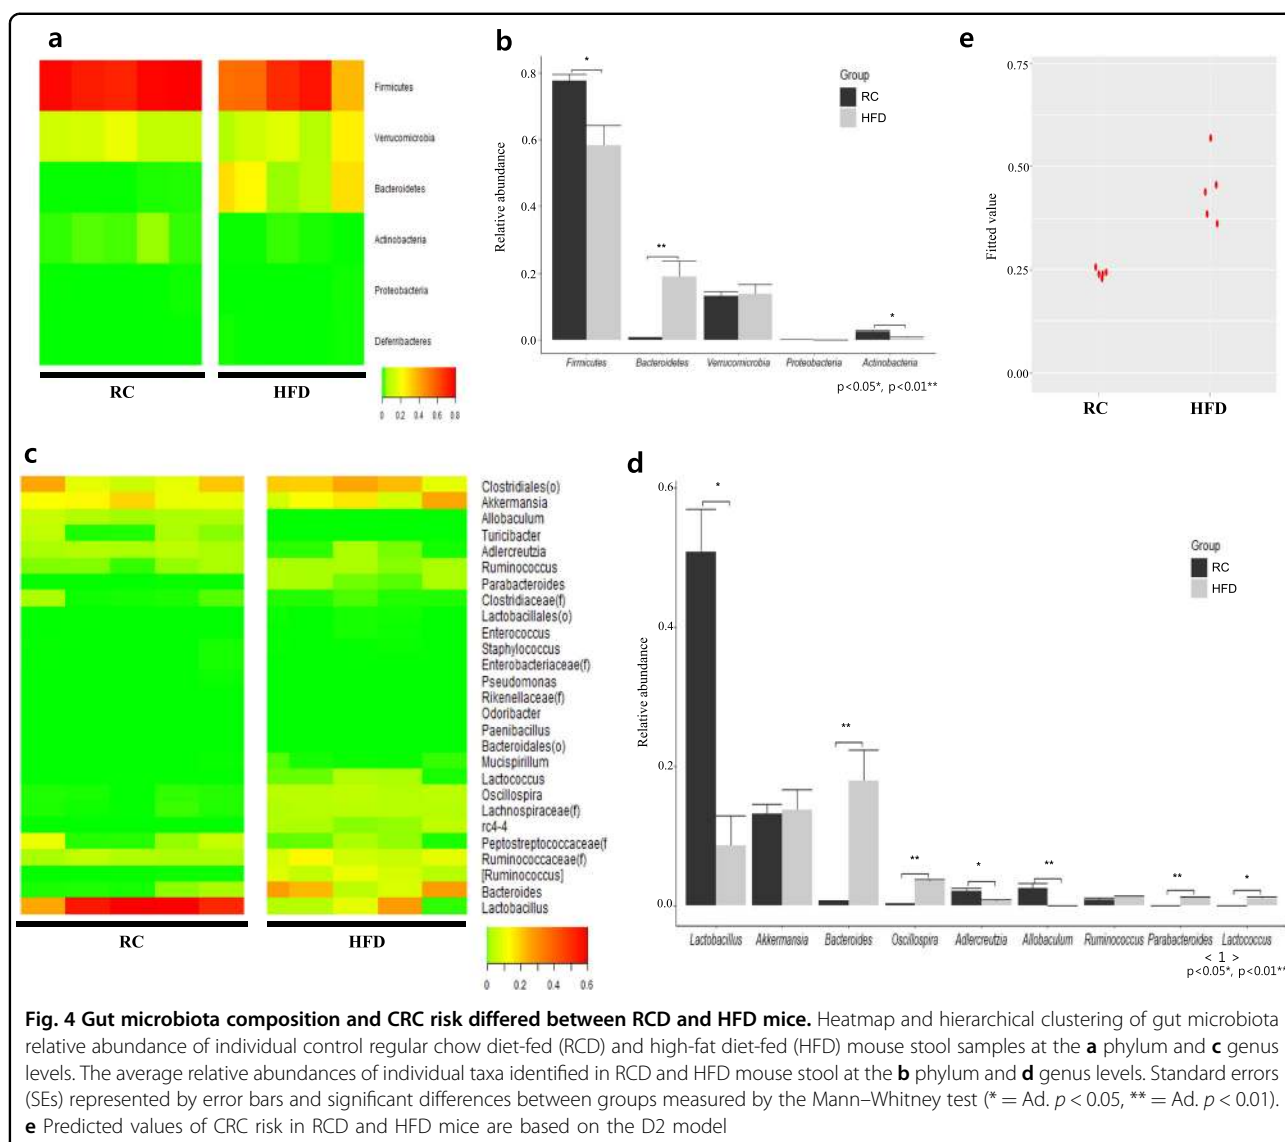 a
Firmicutes
Verrucomicrobia
Bacteroidetes
Actinobacteria
Proteobacteria
Deferribacteres
RC
HFD
0 0.2 0.4 0.6 0.8
b
Relative abundance
0.8
0.6
0.4
0.2
0.0
*
**
*
Group
RC
HFD
Firmicutes Bacteroidetes Verrucomicrobia Proteobacteria Actinobacteria
p<0.05*, p<0.01**
e
Fitted value
0.75
0.50
0.25
0.00
RC
HFD
c
Clostridiales(o)
Akkermansia
Allobaculum
Turicibacter
Adlercreutzia
Ruminococcus
Parabacteroides
Clostridiaceae(f)
Lactobacillales(o)
Enterococcus
Staphylococcus
Enterobacteriaceae(f)
Pseudomonas
Rikenellaceae(f)
Odoribacter
Paenibacillus
Bacteroidales(o)
Mucispirillum
Lactococcus
Oscillospira
Lachnospiraceae(f)
rc4-4
Peptostreptococcaceae(f
Ruminococcaceae(f)
[Ruminococcus]
Bacteroides
Lactobacillus
RC
HFD
0 0.2 0.4 0.6
d
Relative abundance
0.6
0.4
0.2
0.0
*
**
**
*
**
**
*
Group
RC
HFD
Lactobacillus Akkermansia Bacteroides Oscillospira Adlercreutzia Allobaculum Ruminococcus Parabacteroides Lactococcus
< 1 >
p<0.05*, p<0.01**
Fig. 4 Gut microbiota composition and CRC risk differed between RCD and HFD mice. Heatmap and hierarchical clustering of gut microbiota
relative abundance of individual control regular chow diet-fed (RCD) and high-fat diet-fed (HFD) mouse stool samples at the a phylum and c genus
levels. The average relative abundances of individual taxa identified in RCD and HFD mouse stool at the b phylum and d genus levels. Standard errors
(SEs) represented by error bars and significant differences between groups measured by the Mann–Whitney test (* = Ad. p < 0.05, ** = Ad. p < 0.01).
e Predicted values of CRC risk in RCD and HFD mice are based on the D2 model